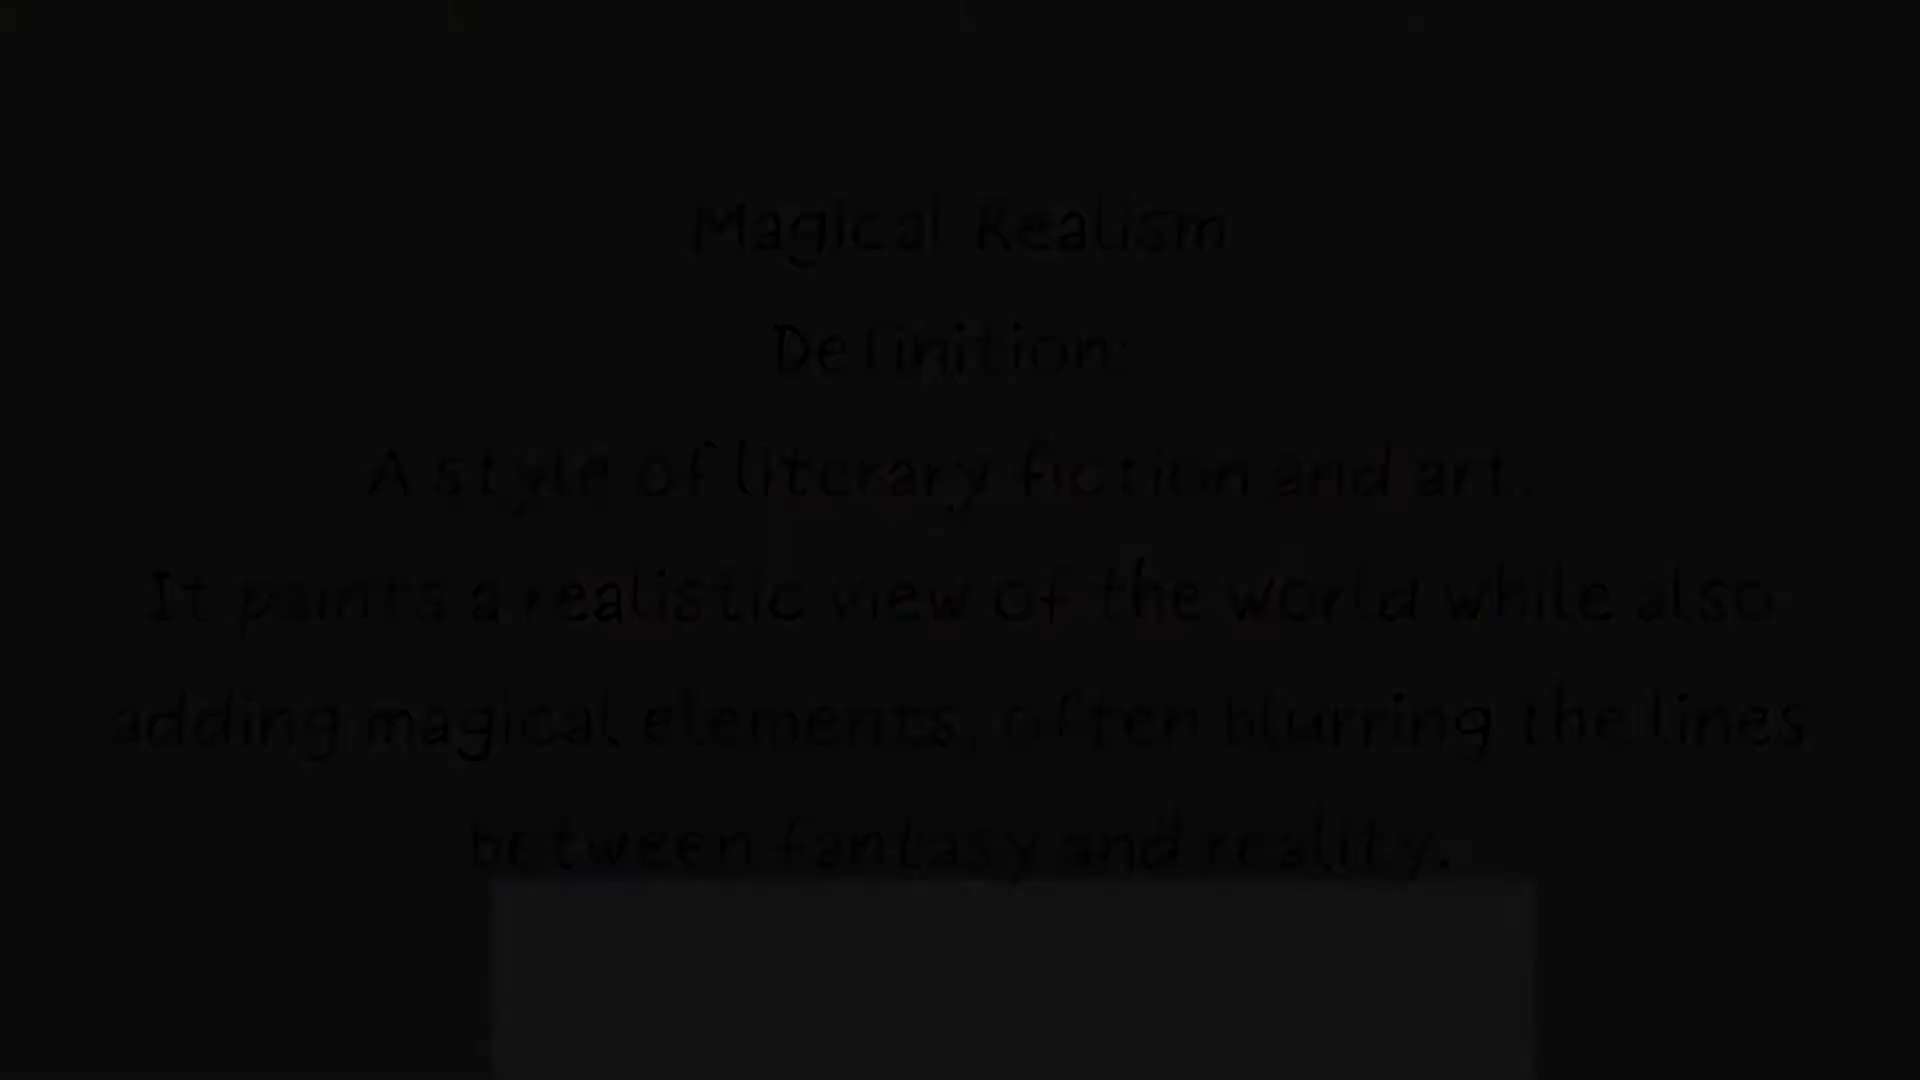 Magical Realism
Definition:
A style of literary fiction and art.
It paints a realistic view of the world while also
adding magical elements, often blurring the lines
between fantasy and reality.